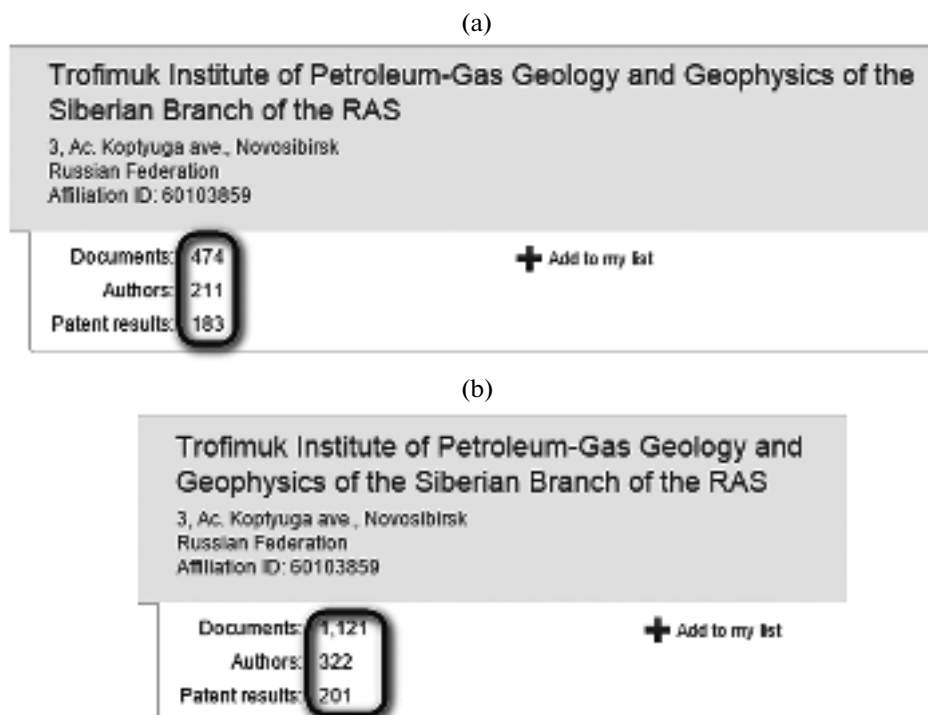 (a)
Trofimuk Institute of Petroleum-Gas Geology and Geophysics of the
Siberian Branch of the RAS
3, Ac. Koptyuga ave., Novosibirsk
Russian Federation
Affiliation ID: 60103859
Documents: 474
Add to my list
Authors: 211
Patent results: 183
(b)
Trofimuk Institute of Petroleum-Gas Geology and
Geophysics of the Siberian Branch of the RAS
3, Ac. Koptyuga ave., Novosibirsk
Russian Federation
Affiliation ID: 60103859
Documents: 1,121
Add to my list
Authors: 322
Patent results: 201